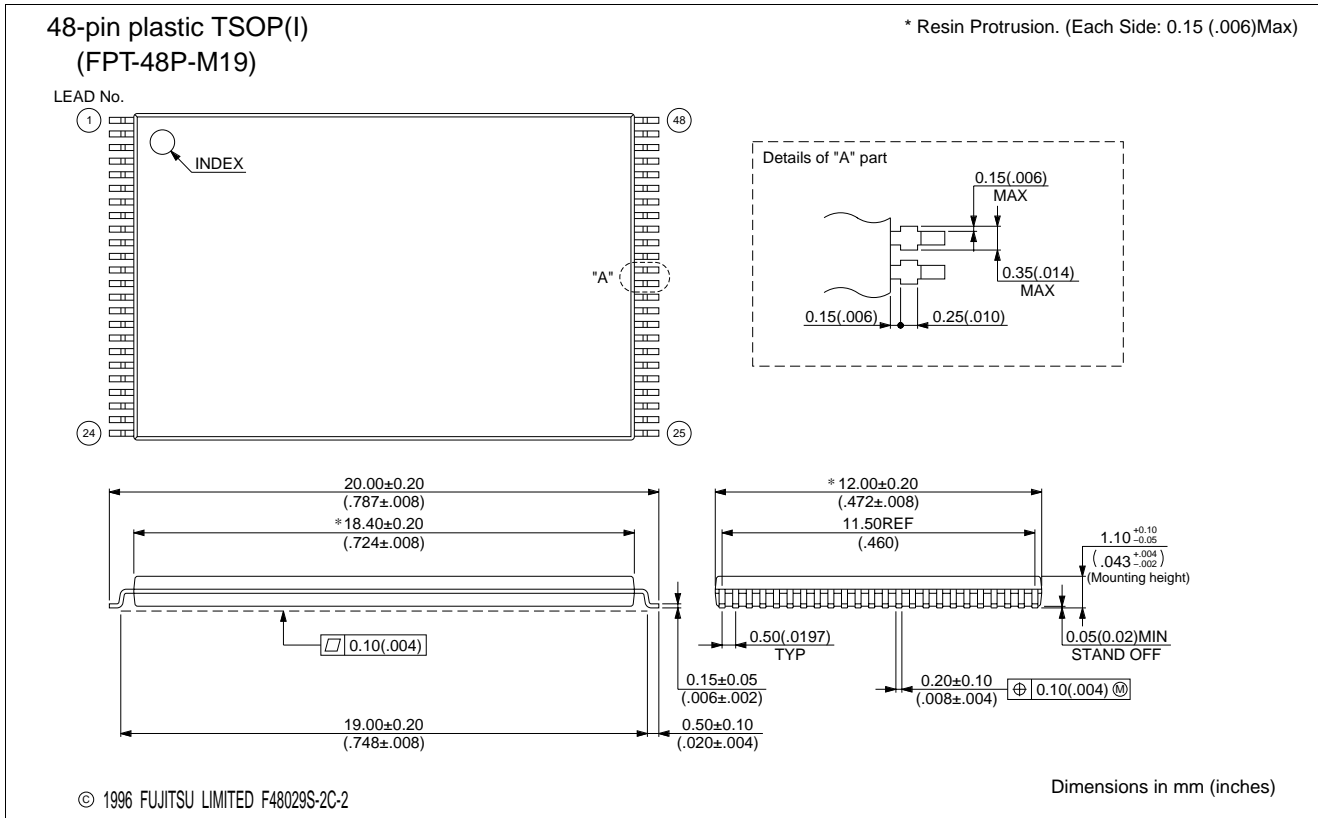 48-pin plastic TSOP(I)
(FPT-48P-M19)
* Resin Protrusion. (Each Side: 0.15 (.006)Max)
LEAD No.
1
48
INDEX
"A"
24
25
Details of "A" part
0.15(.006)
MAX
0.35(.014)
MAX
0.15(.006)
0.25(.010)
20.00±0.20
(.787±.008)
*18.40±0.20
(.724±.008)
0.10(.004)
19.00±0.20
(.748±.008)
0.15±0.05
(.006±.002)
0.50±0.10
(.020±.004)
*12.00±0.20
(.472±.008)
11.50REF
(.460)
1.10 +0.10 −0.05
(.043 +.004 −.002)
(Mounting height)
0.50(.0197)
TYP
0.05(0.02)MIN
STAND OFF
0.20±0.10
(.008±.004)
⌖ 0.10(.004) Ⓜ
© 1996 FUJITSU LIMITED F48029S-2C-2
Dimensions in mm (inches)